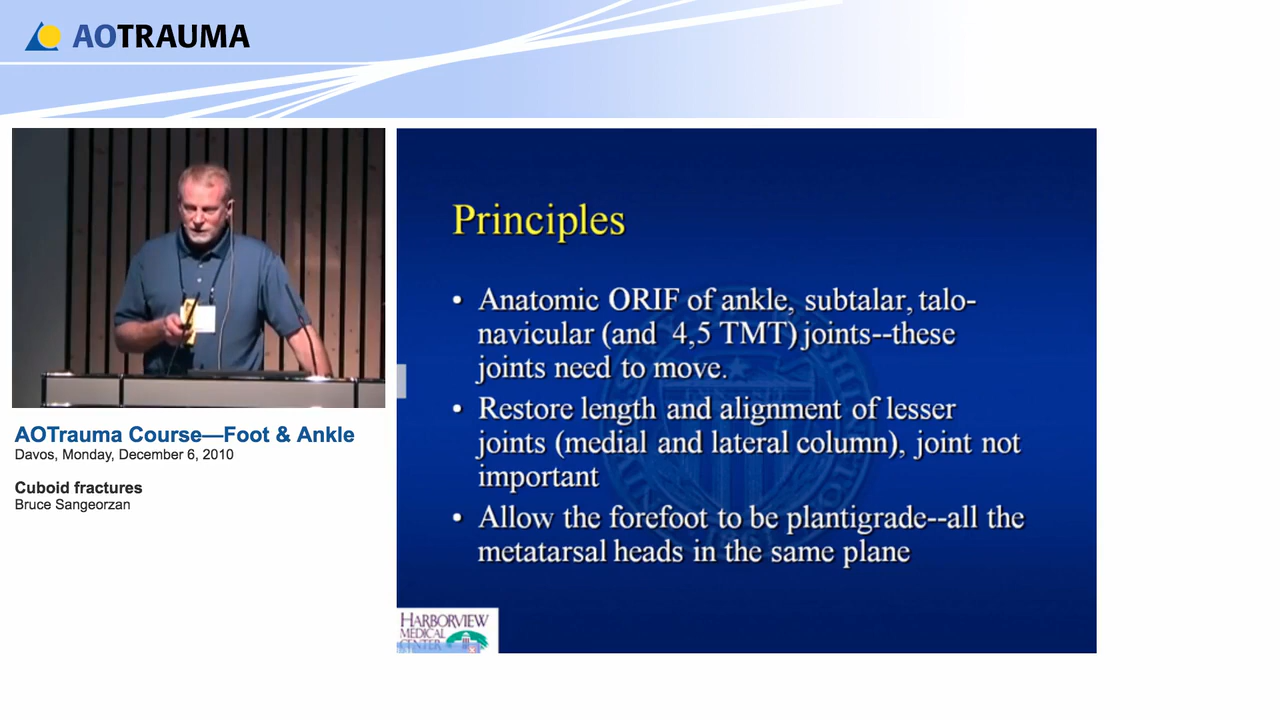 AOTRAUMA
Principles
• Anatomic ORIF of ankle, subtalar, talo-
navicular (and 4,5 TMT) joints--these
joints need to move.
• Restore length and alignment of lesser
joints (medial and lateral column), joint not
important
• Allow the forefoot to be plantigrade--all the
metatarsal heads in the same plane
HARBORVIEW
MEDICAL
CENTER
AOTrauma Course—Foot & Ankle
Davos, Monday, December 6, 2010
Cuboid fractures
Bruce Sangeorzan